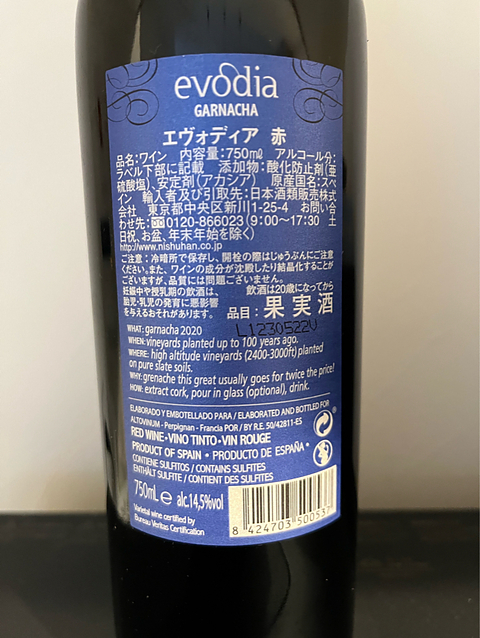 evodia
GARNACHA
エヴォディア 赤
品名:ワイン 内容量:750mℓ アルコール分:
ラベル下部に記載 添加物:酸化防止剤(亜
硫酸塩)、安定剤(アカシア) 原産国名:スペ
イン 輸入者及び引取先:日本酒類販売株式
会社 東京都中央区新川1-25-4 お問い合
わせ先:0120-866023(9:00〜17:30 土
日祝、お盆、年末年始を除く)
http://www.nishuhan.co.jp
ご注意:冷暗所で保存し、開栓の際はじゅうぶんにご注意
ください。また、ワインの成分が沈殿したり結晶化することが
ございますが、品質には問題ございません。
妊娠中や授乳期の飲酒は、 飲酒は20歳になってから
胎児・乳児の発育に悪影響
を与えるおそれがあります。 品目:果実酒
L1230522V
WHAT: garnacha 2020
WHEN: vineyards planted up to 100 years ago.
WHERE: high altitude vineyards (2400-3000ft) planted
on pure slate soils.
WHY: grenache this great usually goes for twice the price!
HOW: extract cork, pour in glass (optional), drink.
ELABORADO Y EMBOTELLADO PARA / ELABORATED AND BOTTLED FOR
ALTOVINUM - Perpignan - Francia POR / BY R.E. 50/42811-ES
RED WINE • VINO TINTO • VIN ROUGE
PRODUCT OF SPAIN • PRODUCTO DE ESPAÑA
CONTIENE SULFITOS / CONTAINS SULFITES
ENTHÄLT SULFITE / CONTIENT DES SULFITES
750mL e alc.14,5%vol
Varietal wine certified by
Bureau Veritas Certification
8 424703 500537